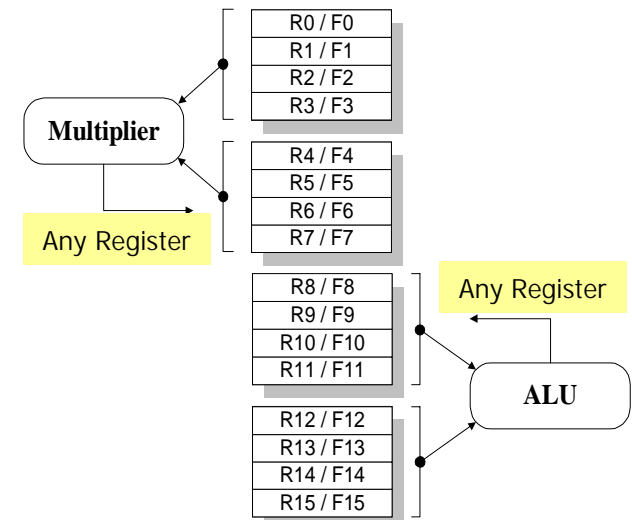 R0 / F0
R1 / F1
R2 / F2
R3 / F3
Multiplier
R4 / F4
R5 / F5
R6 / F6
R7 / F7
Any Register
R8 / F8
R9 / F9
R10 / F10
R11 / F11
Any Register
ALU
R12 / F12
R13 / F13
R14 / F14
R15 / F15